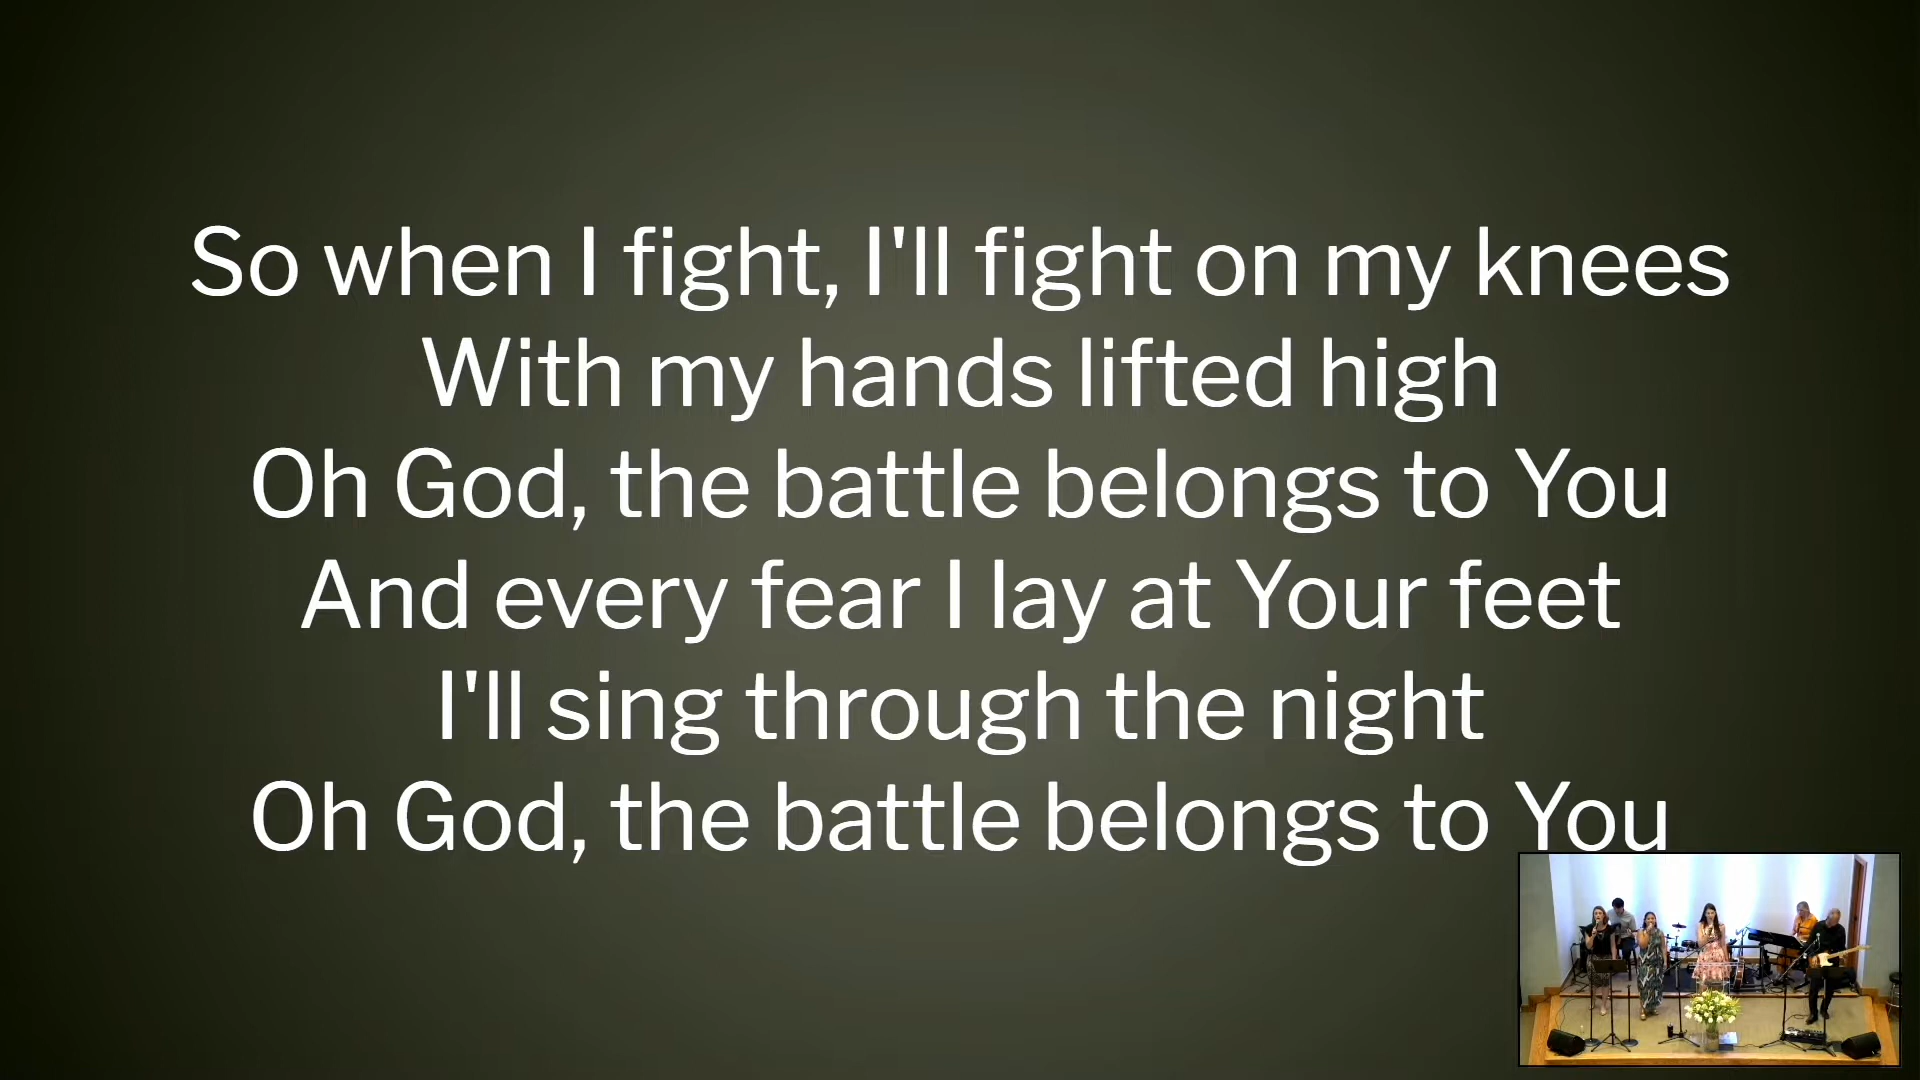 So when I fight, I'll fight on my knees
With my hands lifted high
Oh God, the battle belongs to You
And every fear I lay at Your feet
I'll sing through the night
Oh God, the battle belongs to You